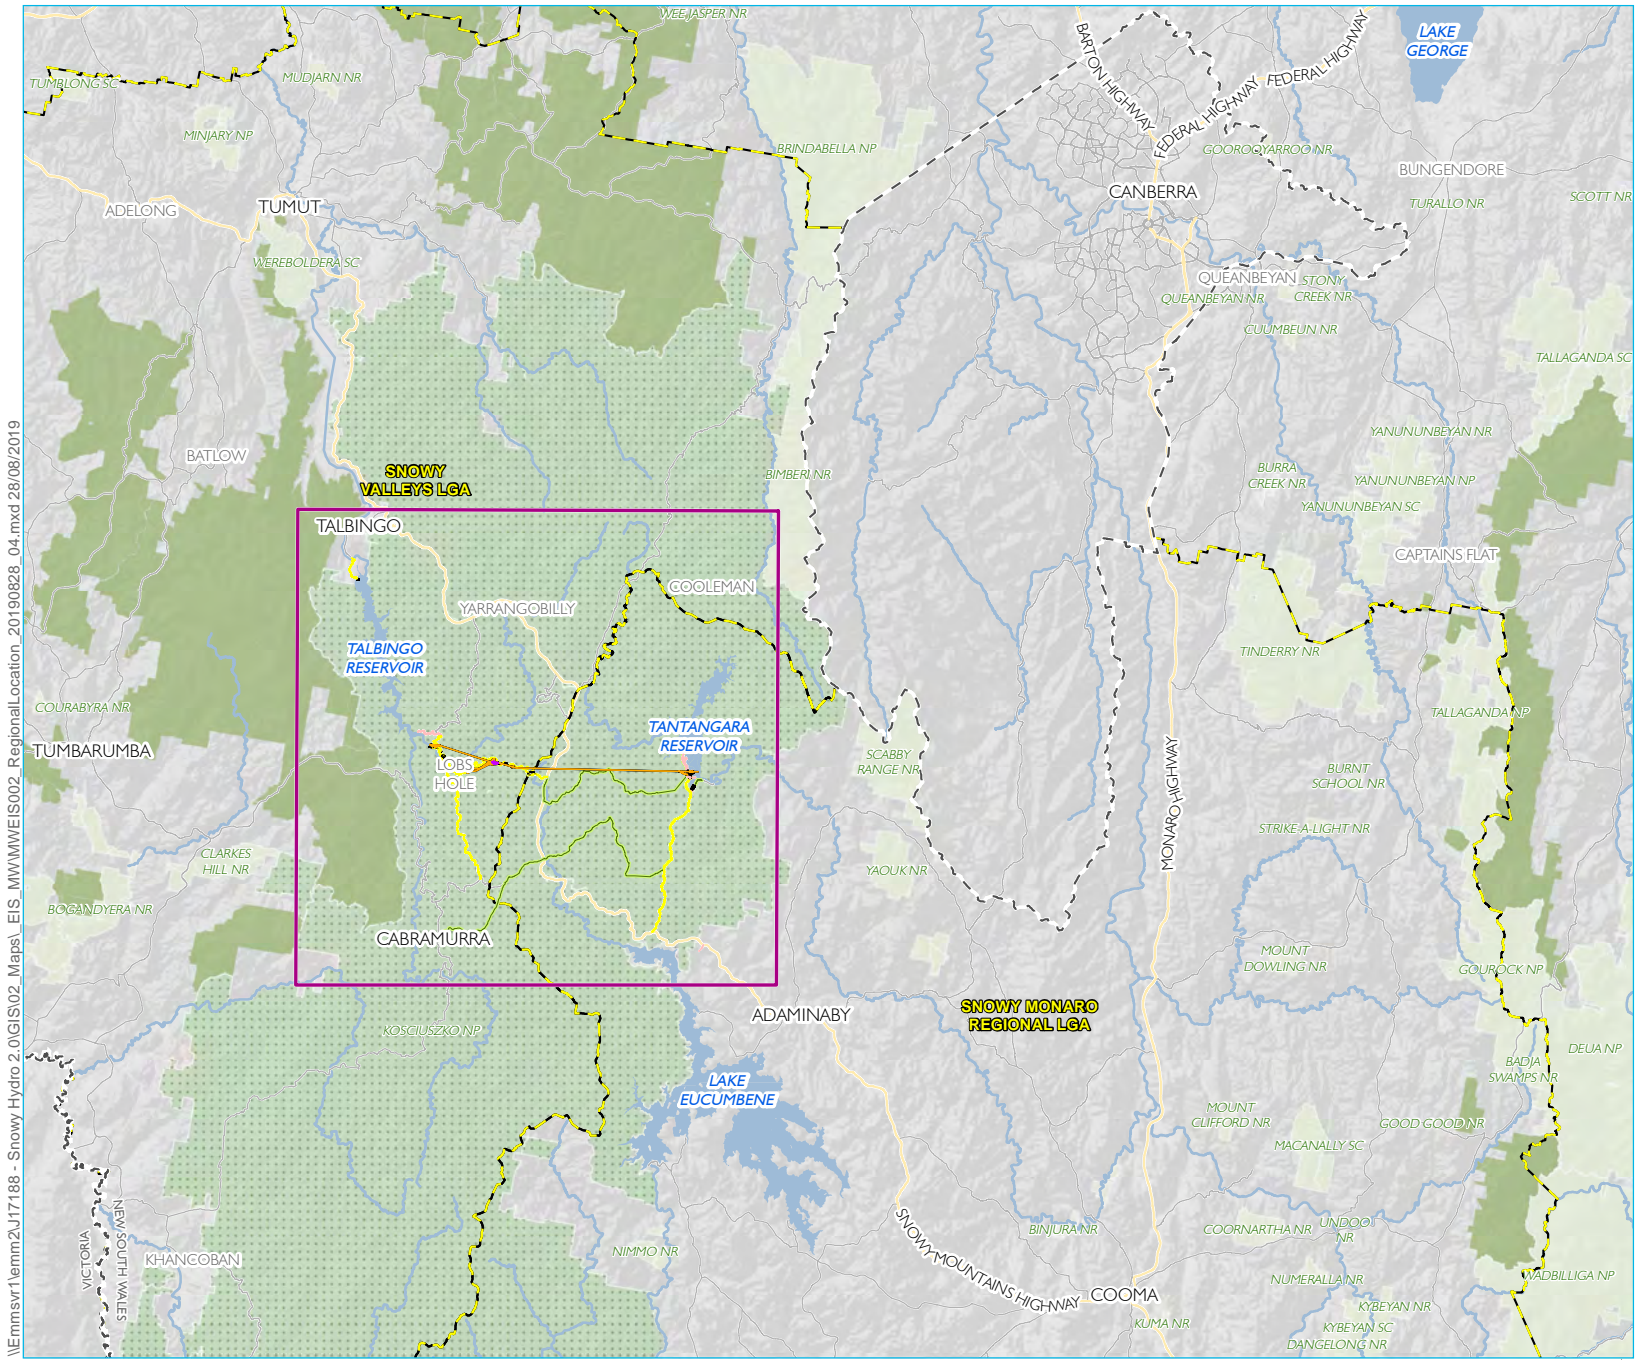 WEE JASPER NR
LAKE
GEORGE
BARTON HIGHWAY
FEDERAL HIGHWAY
FEDERAL HIGHWAY
TUMBLONG SC
MUDJARN NR
MINJARY NP
BRINDABELLA NP
GOOROOYARROO NR
BUNGENDORE
CANBERRA
SCOTT NR
TURALLO NR
ADELONG
TUMUT
WEREBOLDERA SC
QUEANBEYAN
STONY
CREEK NR
QUEANBEYAN NR
CUUMBEUN NR
TALLAGANDA SC
YANUNUNBEYAN NR
BATLOW
SNOWY
VALLEYS LGA
BIMBERI NR
BURRA
CREEK NR
YANUNUNBEYAN NP
YANUNUNBEYAN SC
TALBINGO
CAPTAINS FLAT
COOLEMAN
YARRANGOBILLY
TALBINGO
RESERVOIR
TINDERRY NR
COURABYRA NR
TALLAGANDA NP
TANTANGARA
RESERVOIR
TUMBARUMBA
SCABBY
RANGE NR
LOBS
HOLE
BURNT
SCHOOL NR
MONARO HIGHWAY
STRIKE-A-LIGHT NR
CLARKES
HILL NR
YAOUK NR
BOGANDYERA NR
CABRAMURRA
MOUNT
DOWLING NR
GOUROCK NP
ADAMINABY
SNOWY MONARO
REGIONAL LGA
KOSCIUSZKO NP
DEUA NP
BADJA
SWAMPS NR
LAKE
EUCUMBENE
MOUNT
CLIFFORD NR
GOOD GOOD NR
MACANALLY SC
VICTORIA
NEW SOUTH WALES
KHANCOBAN
NIMMO NR
BINJURA NR
COORNARTHA NR
UNDOO
NR
SNOWY MOUNTAINS HIGHWAY
COOMA
NUMERALLA NR
WADBILLIGA NP
KYBEYAN NR
KUMA NR
KYBEYAN SC
DANGELONG NR
\\Emmsvr1\emm2\J17188 - Snowy Hydro 2.0\GIS\02_Maps\_EIS_MW\MWEIS002_RegionalLocation_20190828_04.mxd 28/08/2019